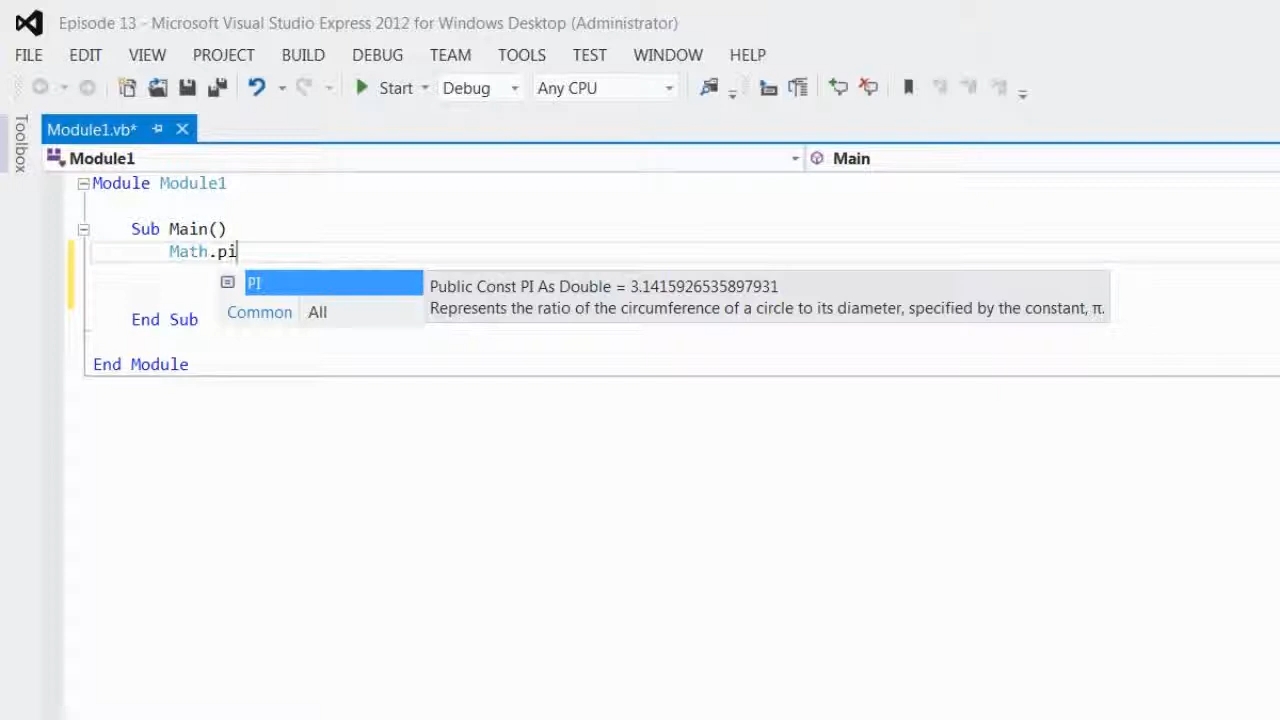 Episode 13 - Microsoft Visual Studio Express 2012 for Windows Desktop (Administrator)
FILE EDIT VIEW PROJECT BUILD DEBUG TEAM TOOLS TEST WINDOW HELP
Start Debug Any CPU
Toolbox
Module1.vb*
Module1 Main
Module Module1
Sub Main()
Math.pi
PI
Public Const PI As Double = 3.1415926535897931
Represents the ratio of the circumference of a circle to its diameter, specified by the constant, π.
Common All
End Sub
End Module